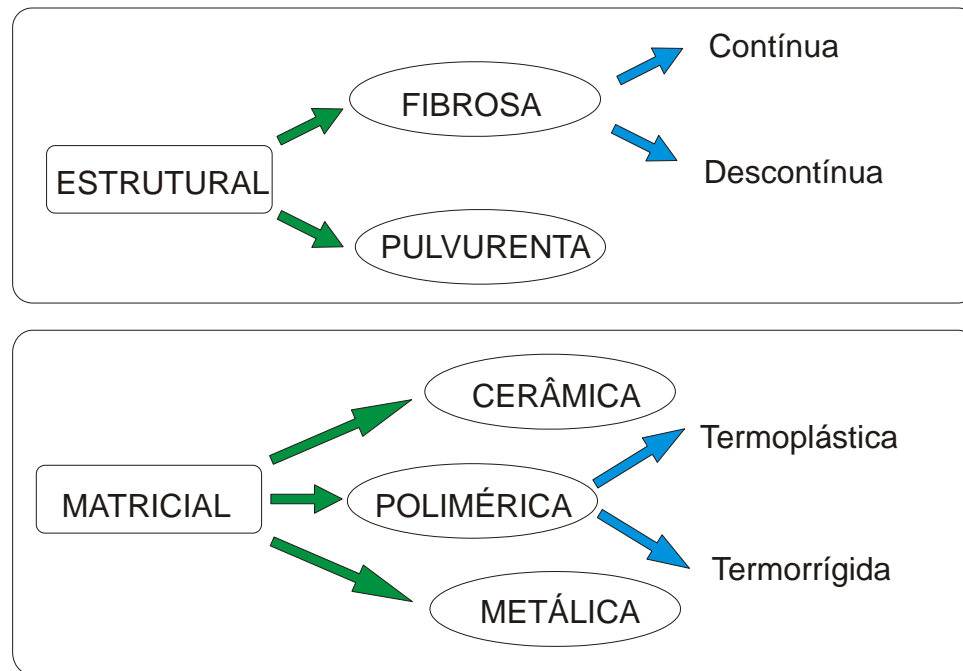 Contínua
FIBROSA
Descontínua
ESTRUTURAL
PULVURENTA
CERÂMICA
Termoplástica
MATRICIAL
POLIMÉRICA
Termorrígida
METÁLICA